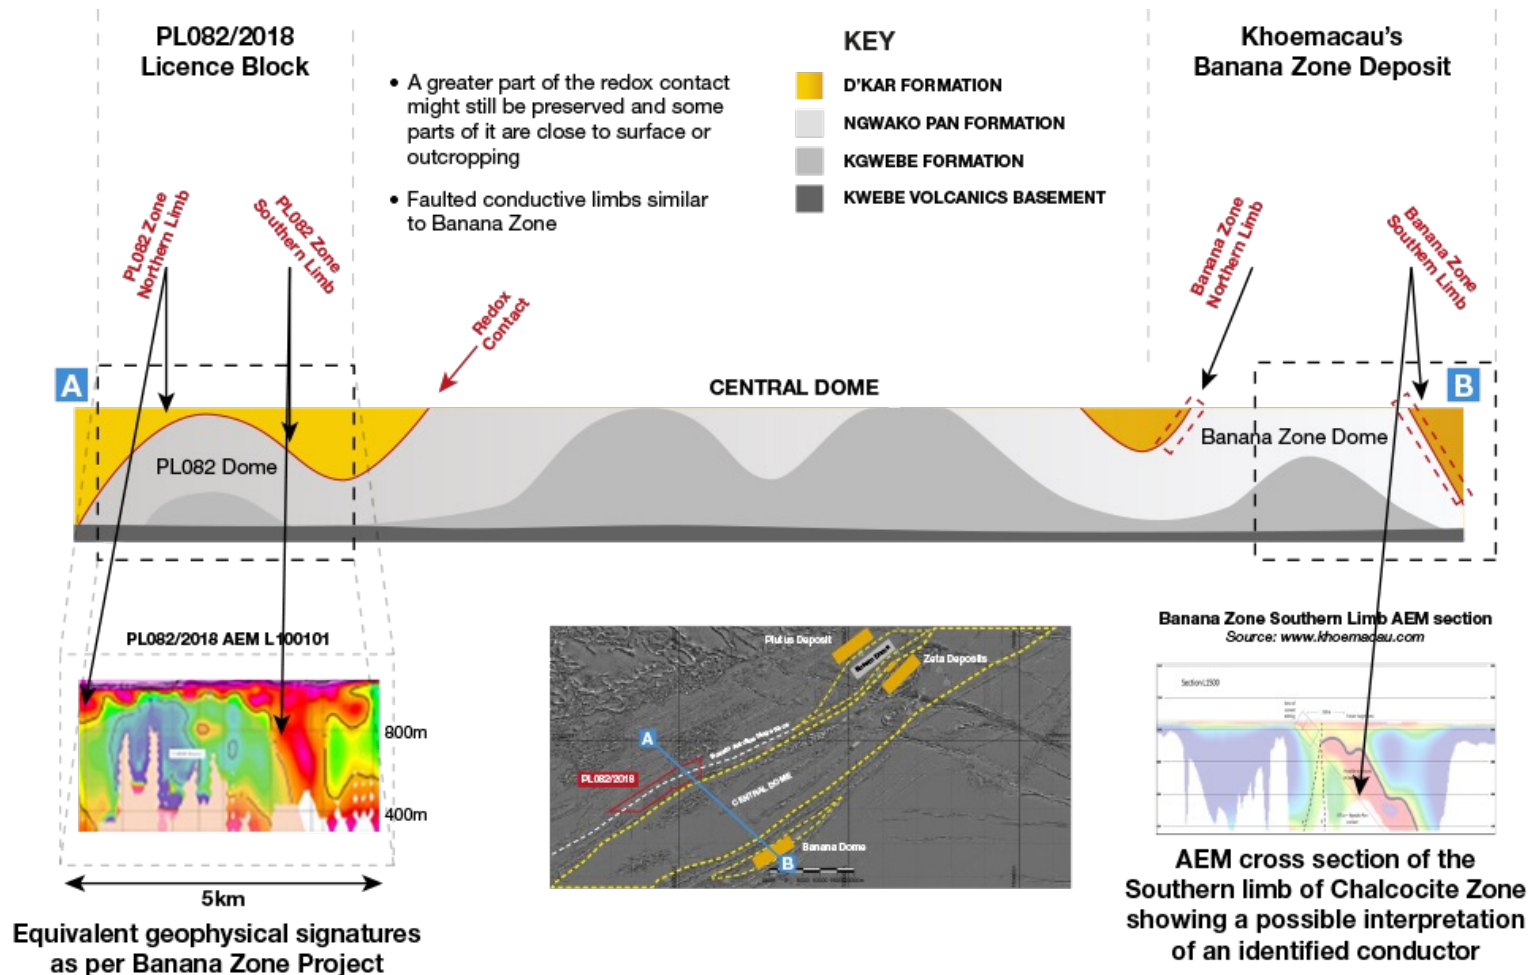 PL082/2018
Licence Block
• A greater part of the redox contact
might still be preserved and some
parts of it are close to surface or
outcropping
• Faulted conductive limbs similar
to Banana Zone
KEY
D'KAR FORMATION
NGWAKO PAN FORMATION
KGWEBE FORMATION
KWEBE VOLCANICS BASEMENT
Khoemacau's
Banana Zone Deposit
PL082 Zone
Northern Limb
PL082 Zone
Southern Limb
Redox
Contact
Banana Zone
Northern Limb
Banana Zone
Southern Limb
A
CENTRAL DOME
B
PL082 Dome
Banana Zone Dome
PL082/2018 AEM L100101
800m
400m
5km
Equivalent geophysical signatures
as per Banana Zone Project
Plutus Deposit
Zeta Deposits
A
PL082/2018
CENTRAL DOME
Banana Dome
B
Banana Zone Southern Limb AEM section
Source: www.khoemacau.com
Section L1500
AEM cross section of the
Southern limb of Chalcocite Zone
showing a possible interpretation
of an identified conductor